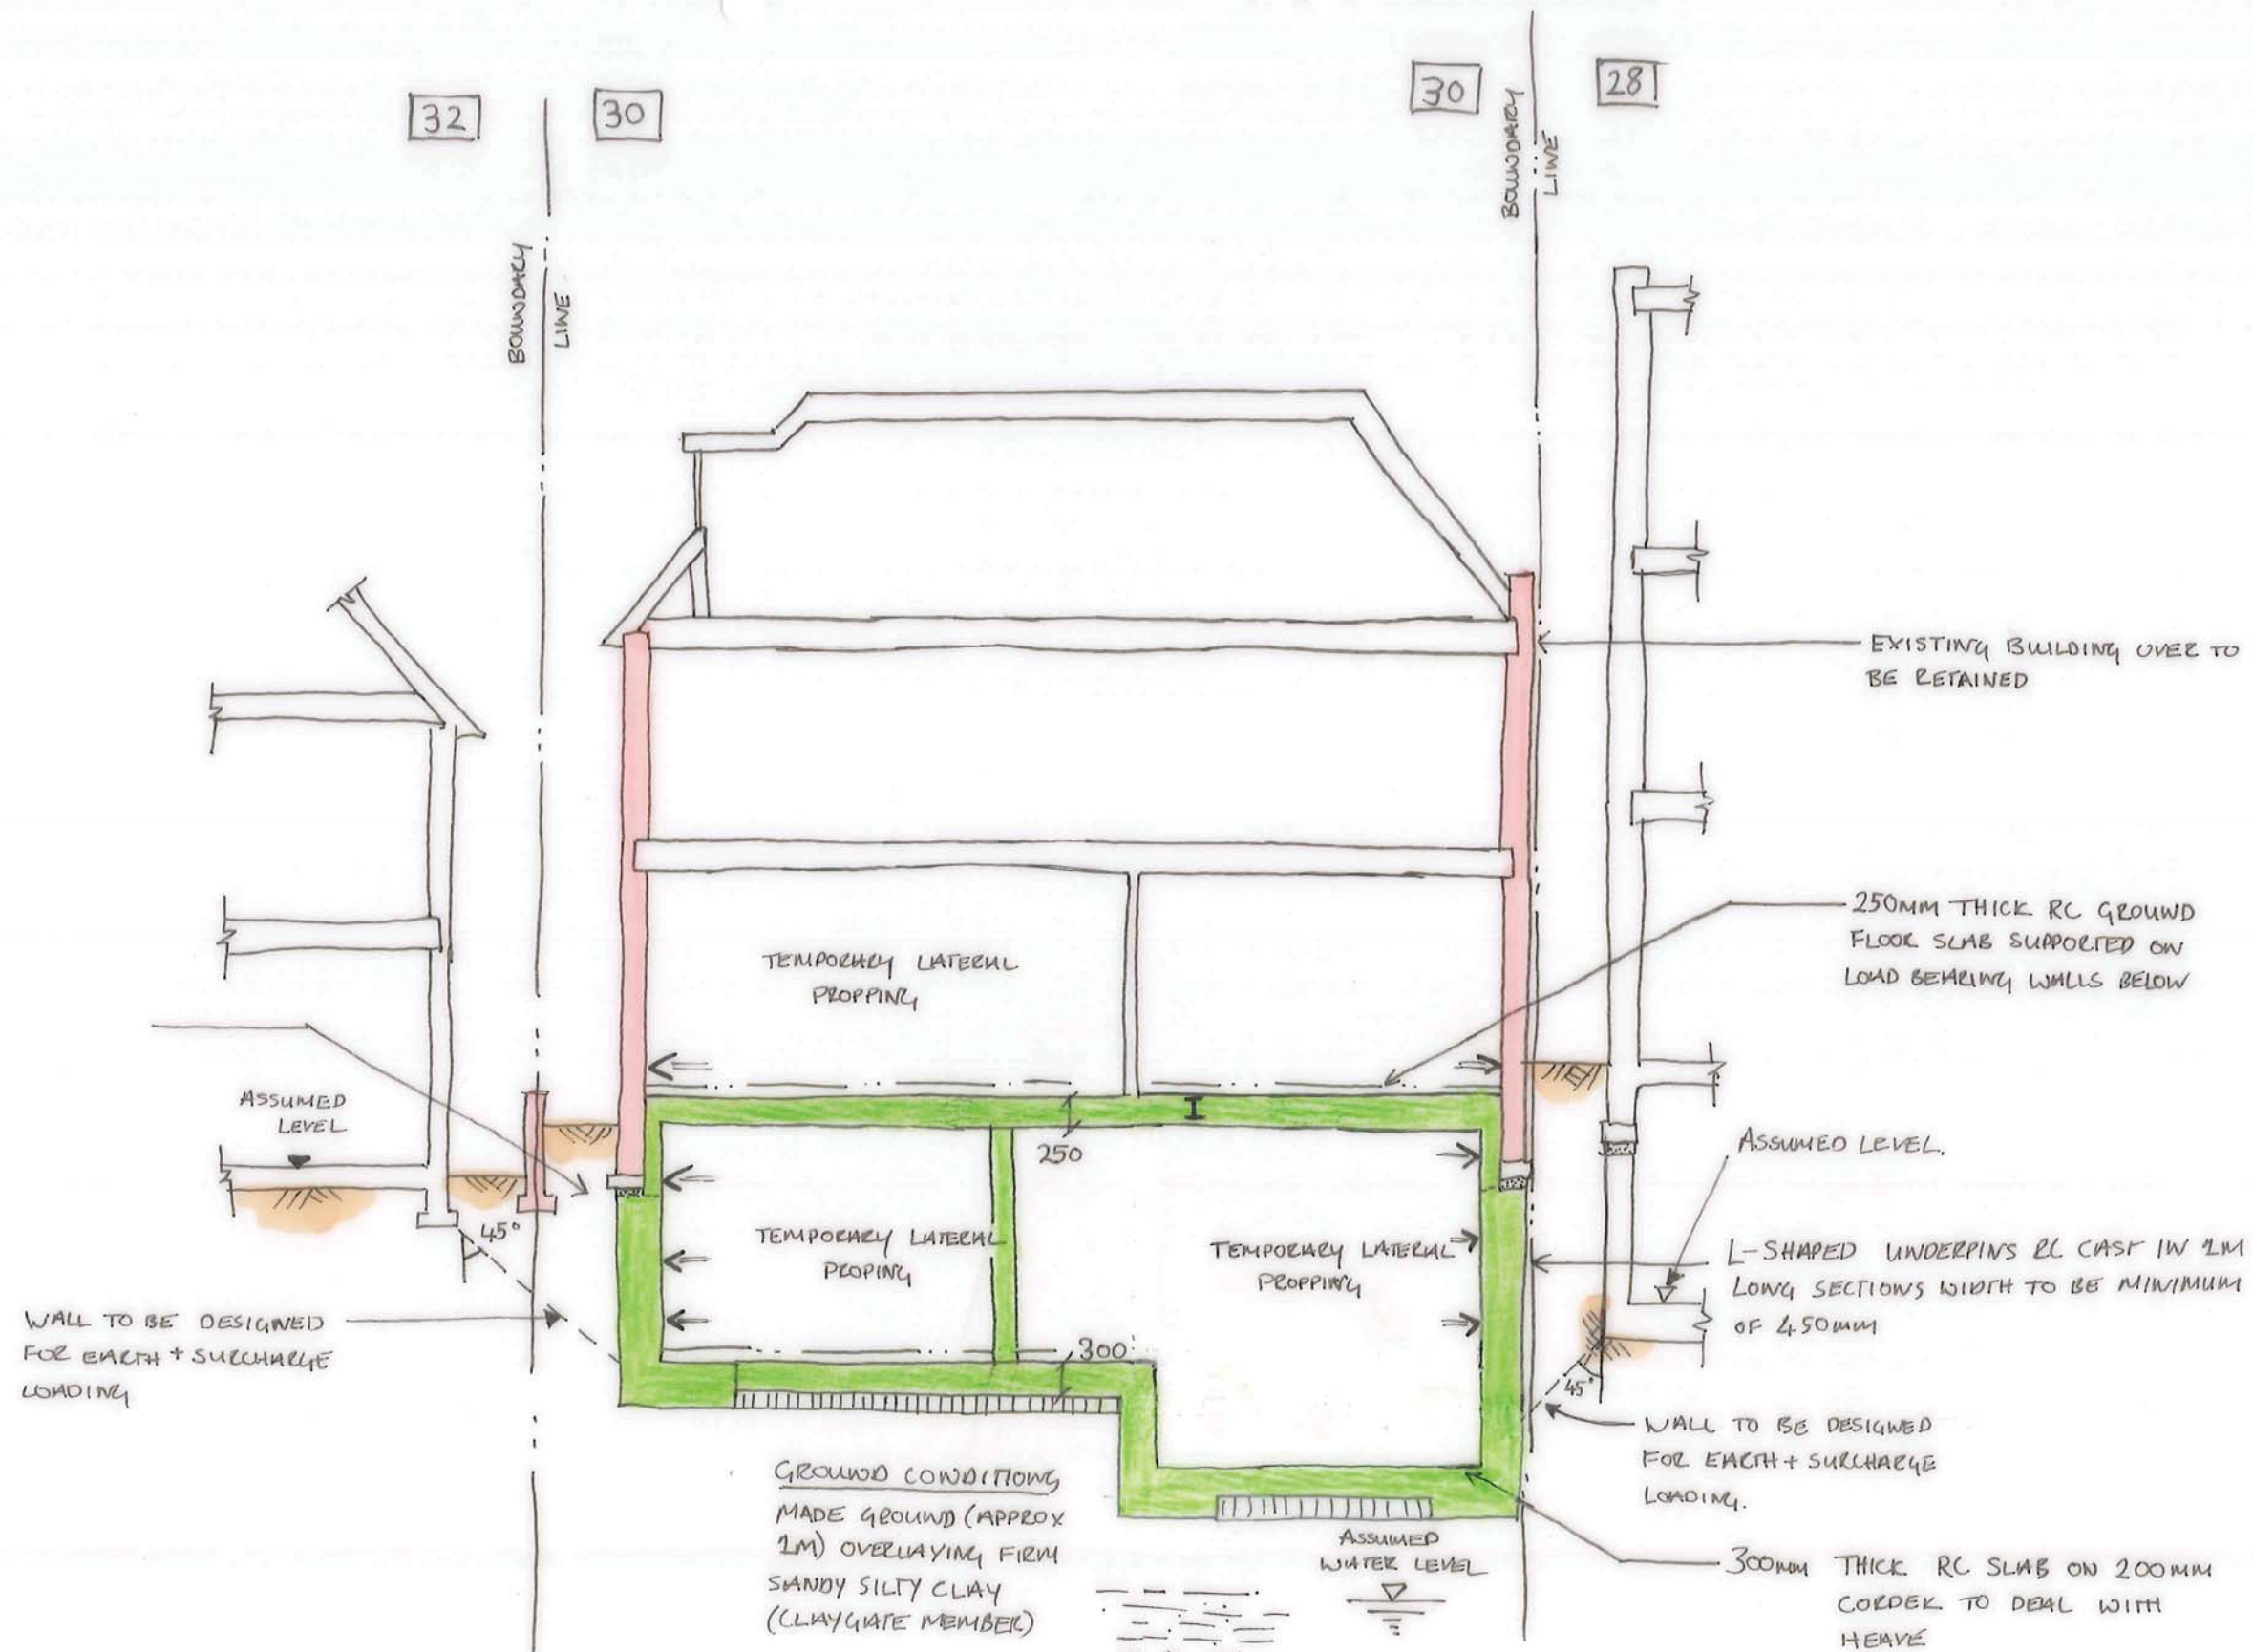 32
30
30
28
BOUNDARY
LINE
BOUNDARY
LINE
EXISTING BUILDING OVER TO
BE RETAINED
250MM THICK RC GROUND
FLOOR SLAB SUPPORTED ON
LOAD BEARING WALLS BELOW
TEMPORARY LATERAL
PROPPING
ASSUMED
LEVEL
250
ASSUMED LEVEL.
45°
TEMPORARY LATERAL
PROPING
TEMPORARY LATERAL
PROPPING
L-SHAPED UNDERPINS RC CAST IN 1M
LONG SECTIONS WIDTH TO BE MINIMUM
OF 450MM
WALL TO BE DESIGNED
FOR EARTH + SURCHARGE
LOADING
300
45°
WALL TO BE DESIGNED
FOR EARTH + SURCHARGE
LOADING.
GROUND CONDITIONS
MADE GROUND (APPROX
1M) OVERLAYING FIRM
SANDY SILTY CLAY
(CLAYGATE MEMBER)
ASSUMED
WATER LEVEL
300mm THICK RC SLAB ON 200MM
CORDEK TO DEAL WITH
HEAVE